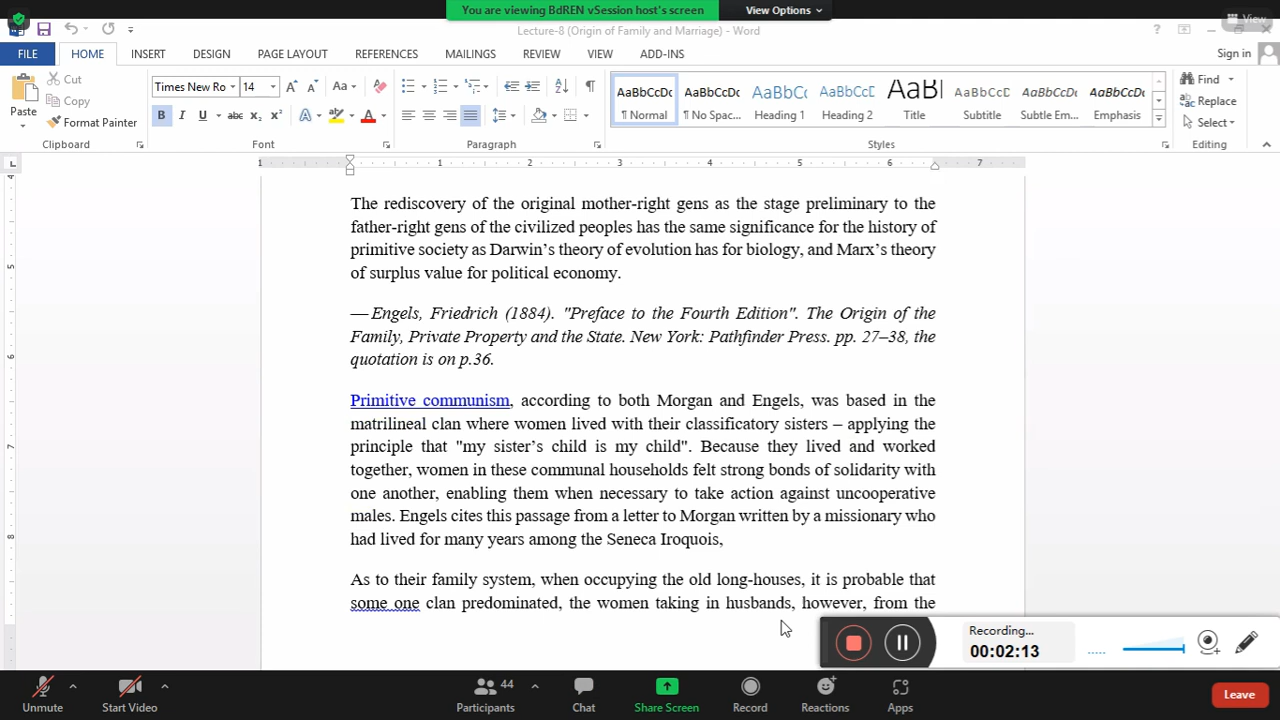 You are viewing BdREN vSession host's screen
View Options
View
Lecture-8 (Origin of Family and Marriage) - Word
FILE HOME INSERT DESIGN PAGE LAYOUT REFERENCES MAILINGS REVIEW VIEW ADD-INS Sign in
Paste Cut Copy Format Painter
Times New Ro 14
AaBbCcDc AaBbCcDc AaBbCc AaBbCcD AaBI AaBbCcD AaBbCcDc AaBbCcDc
¶ Normal ¶ No Spac... Heading 1 Heading 2 Title Subtitle Subtle Em... Emphasis
Find
Replace
Select
Clipboard Font Paragraph Styles Editing
The rediscovery of the original mother-right gens as the stage preliminary to the
father-right gens of the civilized peoples has the same significance for the history of
primitive society as Darwin’s theory of evolution has for biology, and Marx’s theory
of surplus value for political economy.
— Engels, Friedrich (1884). "Preface to the Fourth Edition". The Origin of the
Family, Private Property and the State. New York: Pathfinder Press. pp. 27–38, the
quotation is on p.36.
Primitive communism, according to both Morgan and Engels, was based in the
matrilineal clan where women lived with their classificatory sisters – applying the
principle that "my sister’s child is my child". Because they lived and worked
together, women in these communal households felt strong bonds of solidarity with
one another, enabling them when necessary to take action against uncooperative
males. Engels cites this passage from a letter to Morgan written by a missionary who
had lived for many years among the Seneca Iroquois,
As to their family system, when occupying the old long-houses, it is probable that
some one clan predominated, the women taking in husbands, however, from the
Recording...
00:02:13
44
Unmute Start Video Participants Chat Share Screen Record Reactions Apps Leave